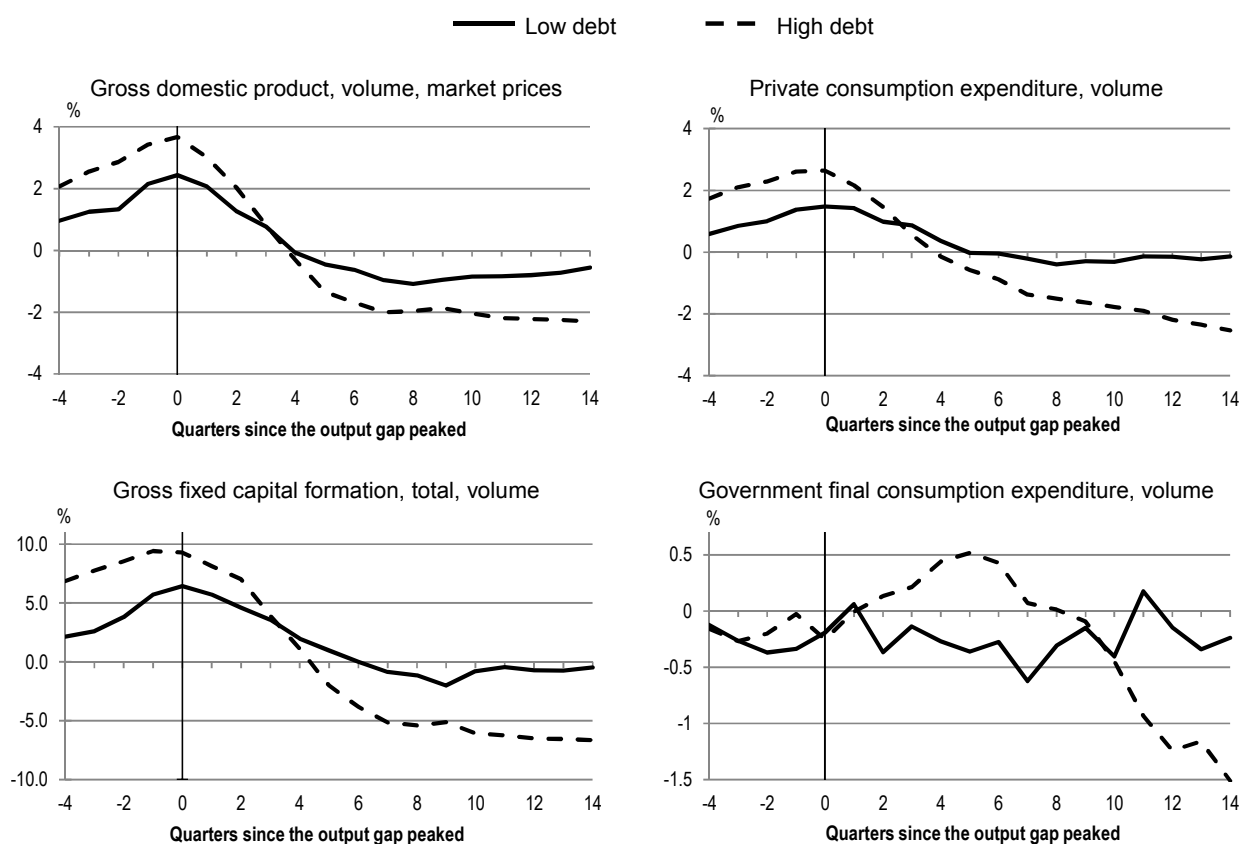 Low debt
High debt
Gross domestic product, volume, market prices
%
4
2
0
-2
-4
-4 -2 0 2 4 6 8 10 12 14
Quarters since the output gap peaked
Private consumption expenditure, volume
%
4
2
0
-2
-4
-4 -2 0 2 4 6 8 10 12 14
Quarters since the output gap peaked
Gross fixed capital formation, total, volume
%
10.0
5.0
0.0
-5.0
-10.0
-4 -2 0 2 4 6 8 10 12 14
Quarters since the output gap peaked
Government final consumption expenditure, volume
%
0.5
0
-0.5
-1
-1.5
-4 -2 0 2 4 6 8 10 12 14
Quarters since the output gap peaked